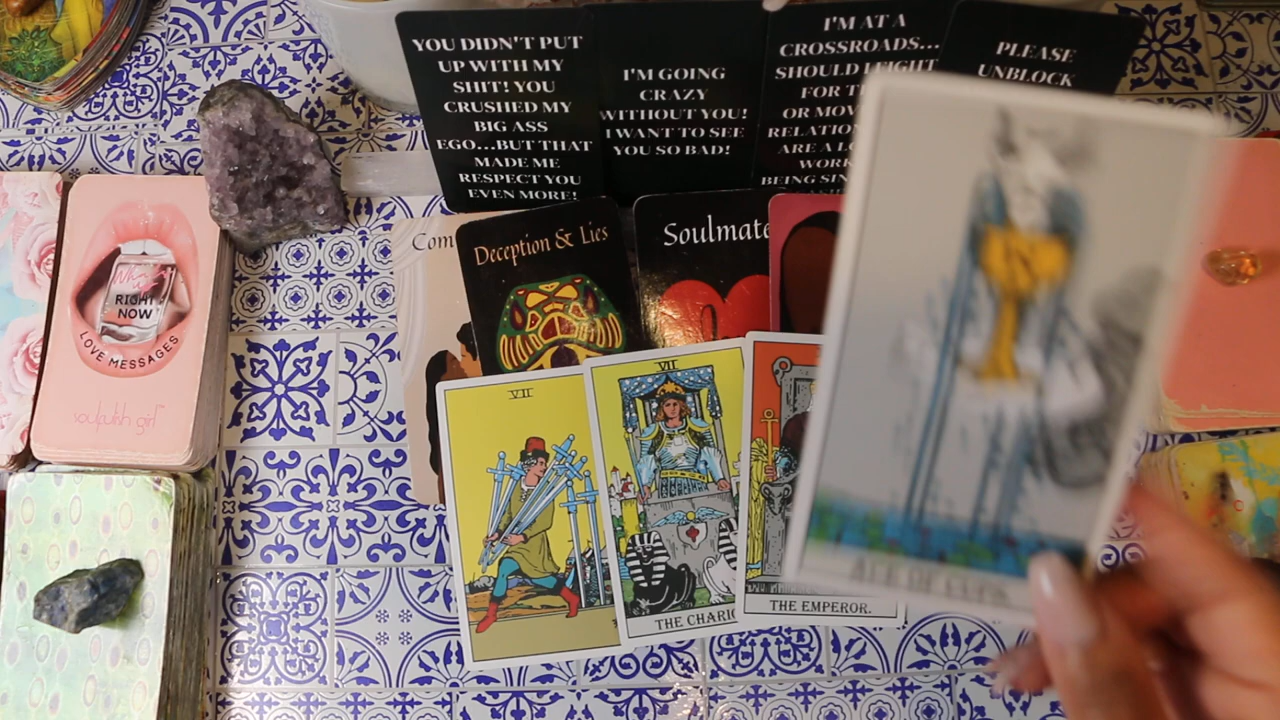 YOU DIDN'T PUT
UP WITH MY
SHIT! YOU
CRUSHED MY
BIG ASS
EGO...BUT THAT
MADE ME
RESPECT YOU
EVEN MORE!
I'M GOING
CRAZY
WITHOUT YOU!
I WANT TO SEE
YOU SO BAD!
I'M AT A
CROSSROADS...
SHOULD I FIGHT
FOR
OR MOV
RELATION
ARE A LO
WORK
BEING SIN
PLEASE
UNBLOCK
Com
Deception & Lies
Soulmate
RIGHT
NOW
LOVE MESSAGES
soulpath girl
VII
VII
THE CHARIO
THE EMPEROR.
ACE OF CUPS